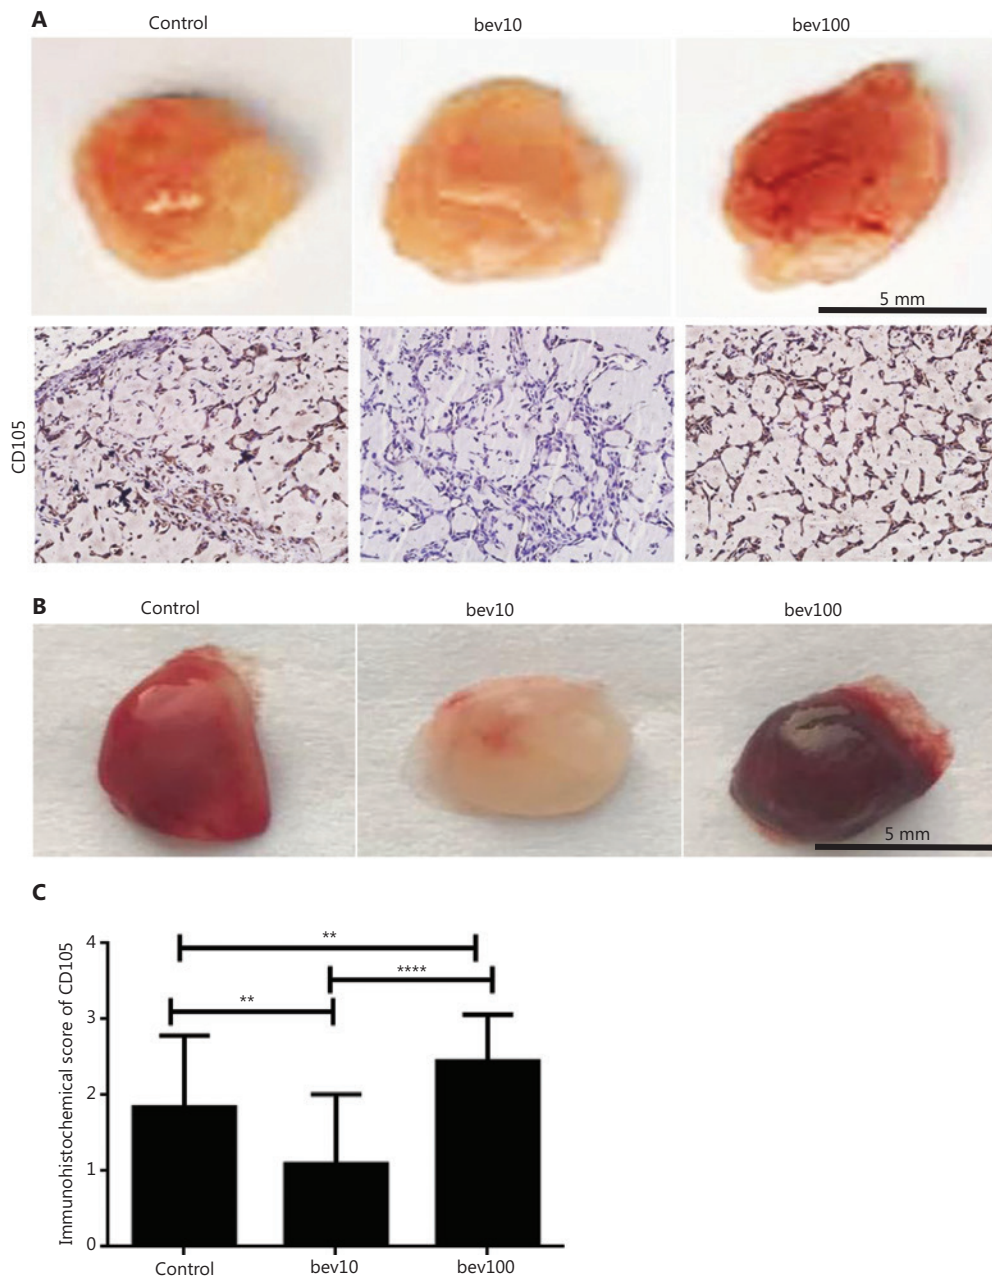 A
Control bev10 bev100
5 mm
CD105
B
Control bev10 bev100
5 mm
C
Immunohistochemical score of CD105
4
3
2
1
0
**
****
**
Control bev10 bev100